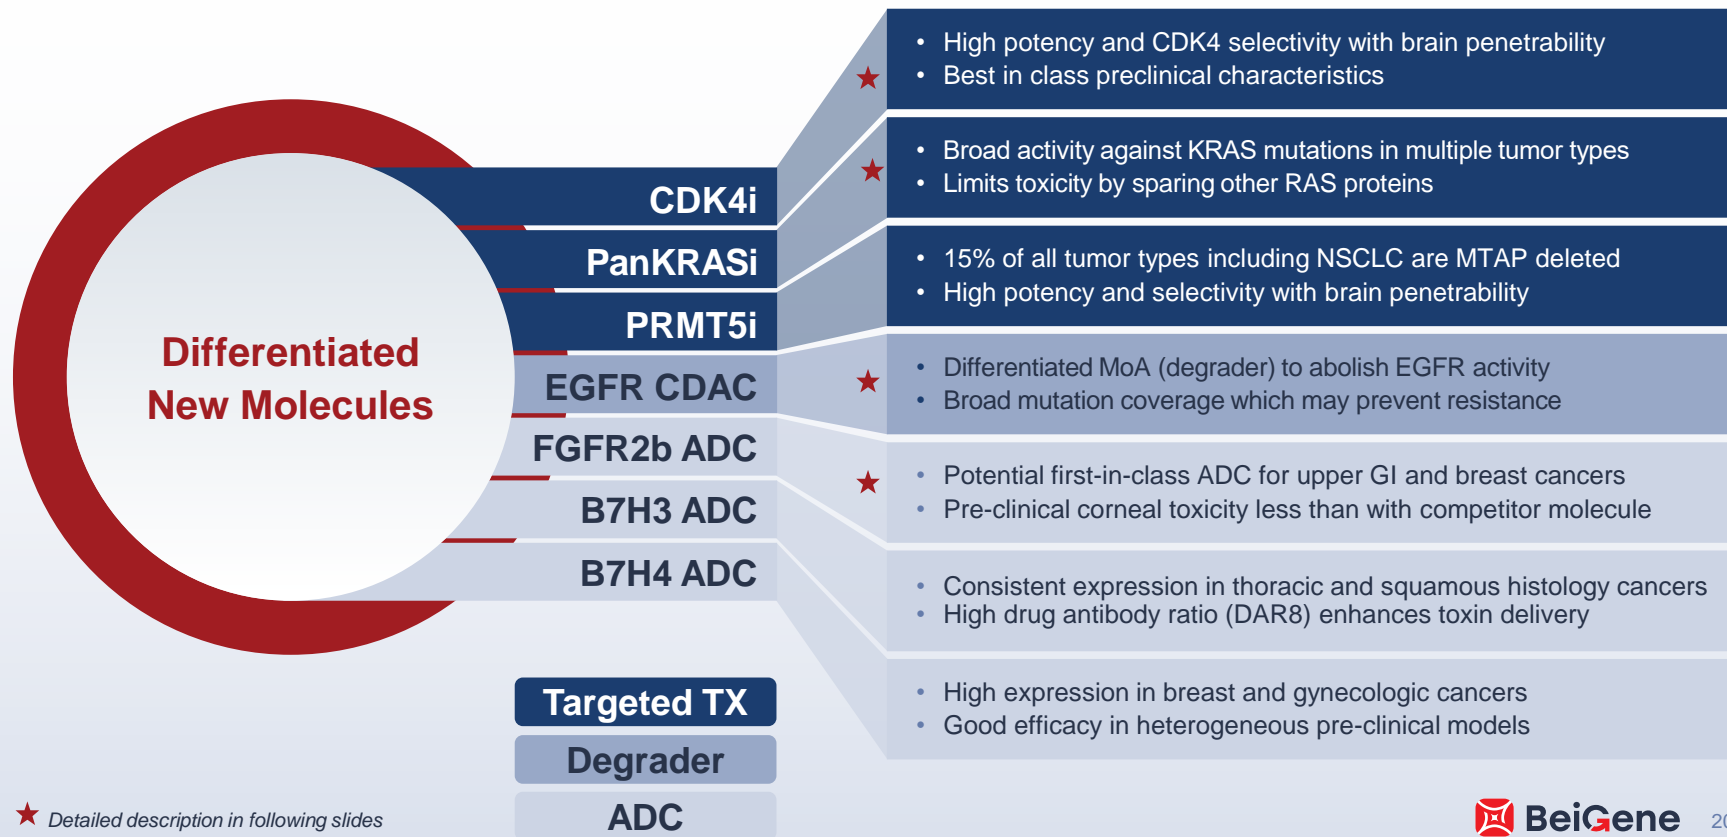 Differentiated
New Molecules
CDK4i
PanKRASi
PRMT5i
EGFR CDAC
FGFR2b ADC
B7H3 ADC
B7H4 ADC
• High potency and CDK4 selectivity with brain penetrability
• Best in class preclinical characteristics
• Broad activity against KRAS mutations in multiple tumor types
• Limits toxicity by sparing other RAS proteins
• 15% of all tumor types including NSCLC are MTAP deleted
• High potency and selectivity with brain penetrability
• Differentiated MoA (degrader) to abolish EGFR activity
• Broad mutation coverage which may prevent resistance
• Potential first-in-class ADC for upper GI and breast cancers
• Pre-clinical corneal toxicity less than with competitor molecule
• Consistent expression in thoracic and squamous histology cancers
• High drug antibody ratio (DAR8) enhances toxin delivery
• High expression in breast and gynecologic cancers
• Good efficacy in heterogeneous pre-clinical models
Targeted TX
Degrader
ADC
Detailed description in following slides
BeiGene